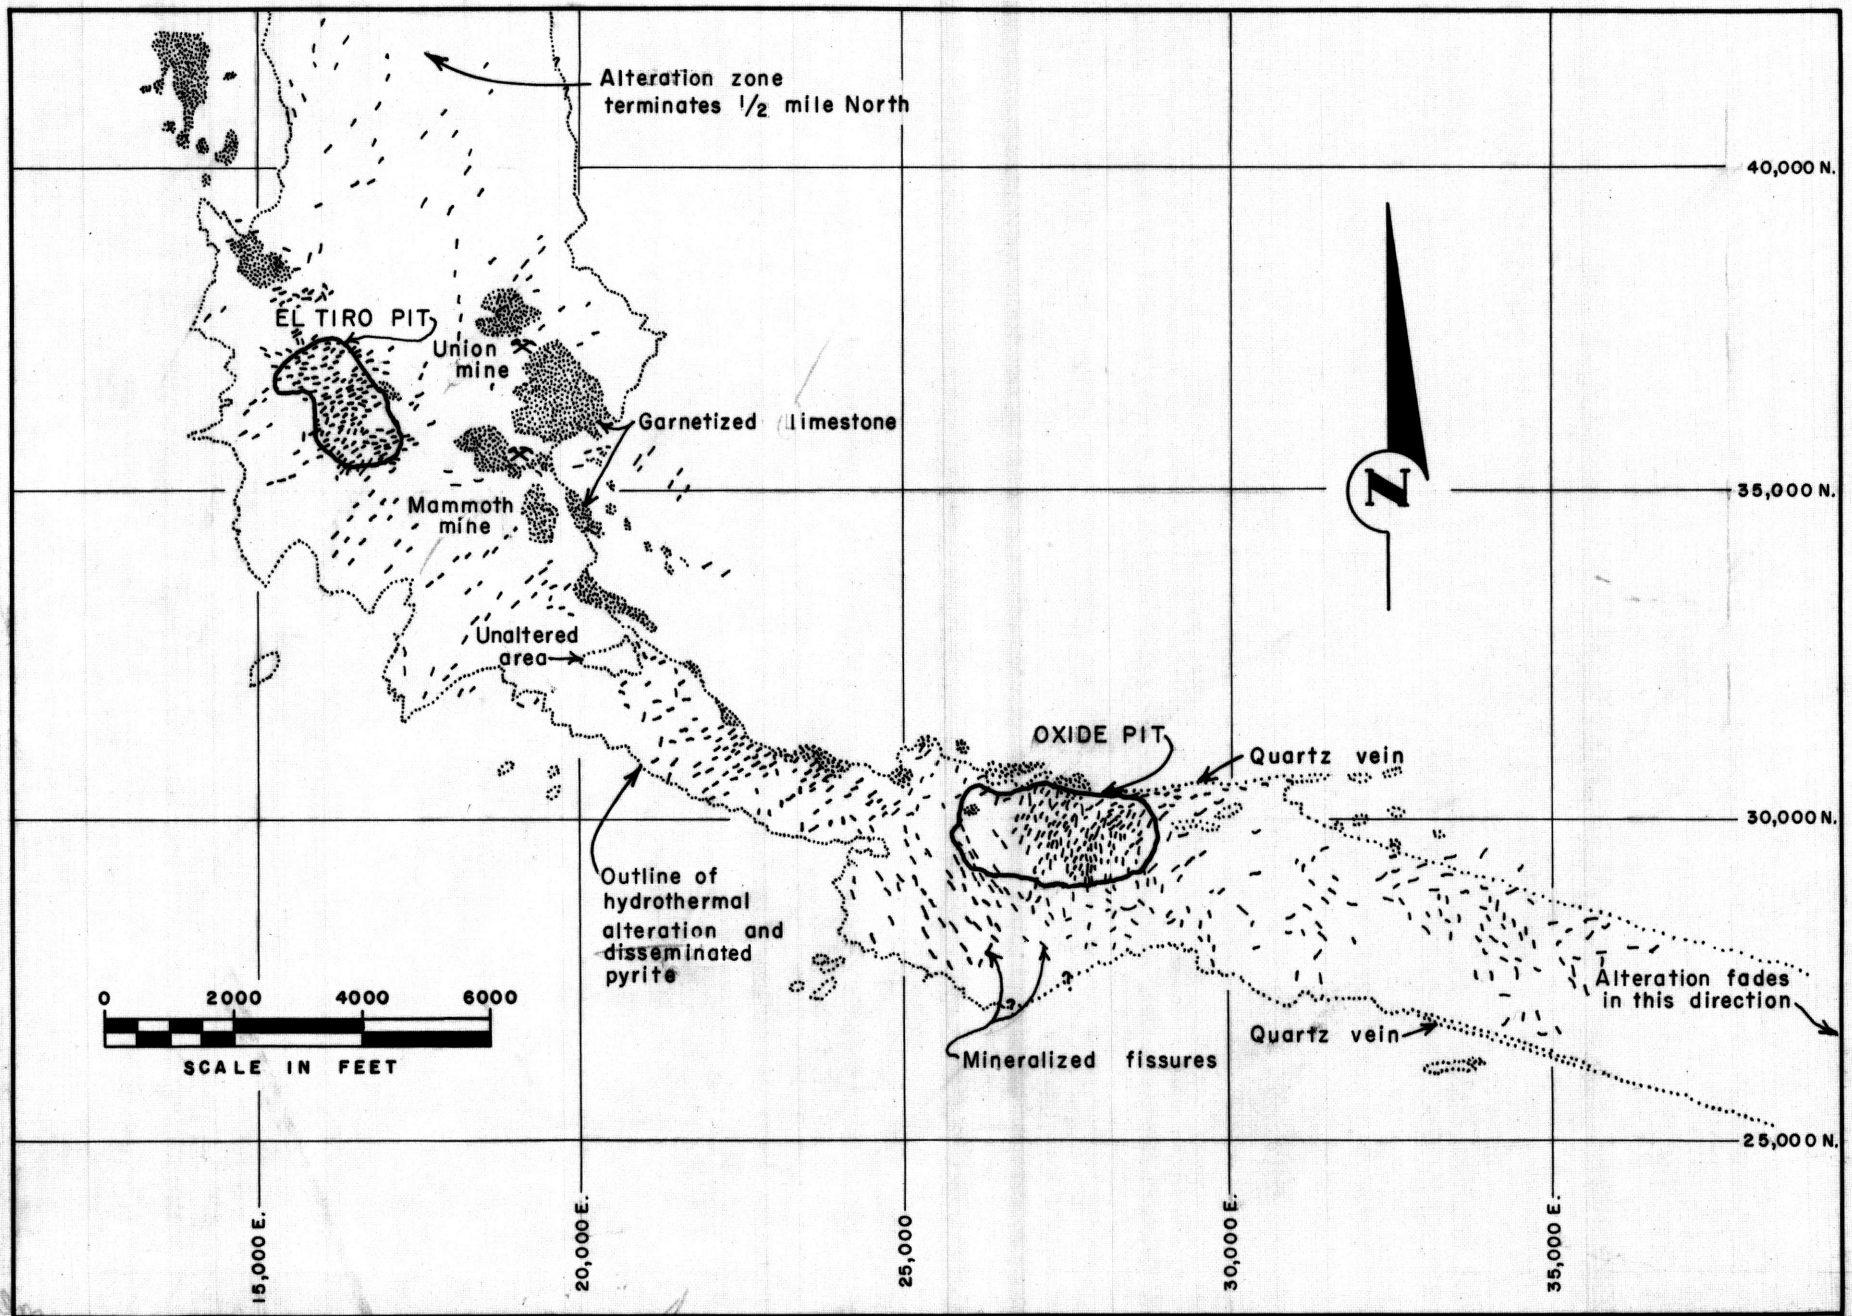 Alteration zone
terminates 1/2 mile North
40,000 N.
EL TIRO PIT
Union
mine
Garnetized limestone
35,000 N.
N
Mammoth
mine
Unaltered
area
OXIDE PIT
Quartz vein
30,000 N.
Outline of
hydrothermal
alteration and
disseminated
pyrite
Alteration fades
in this direction
?
?
0 2000 4000 6000
SCALE IN FEET
Quartz vein
Mineralized fissures
25,000 N.
15,000 E.
20,000 E.
25,000
30,000 E.
35,000 E.